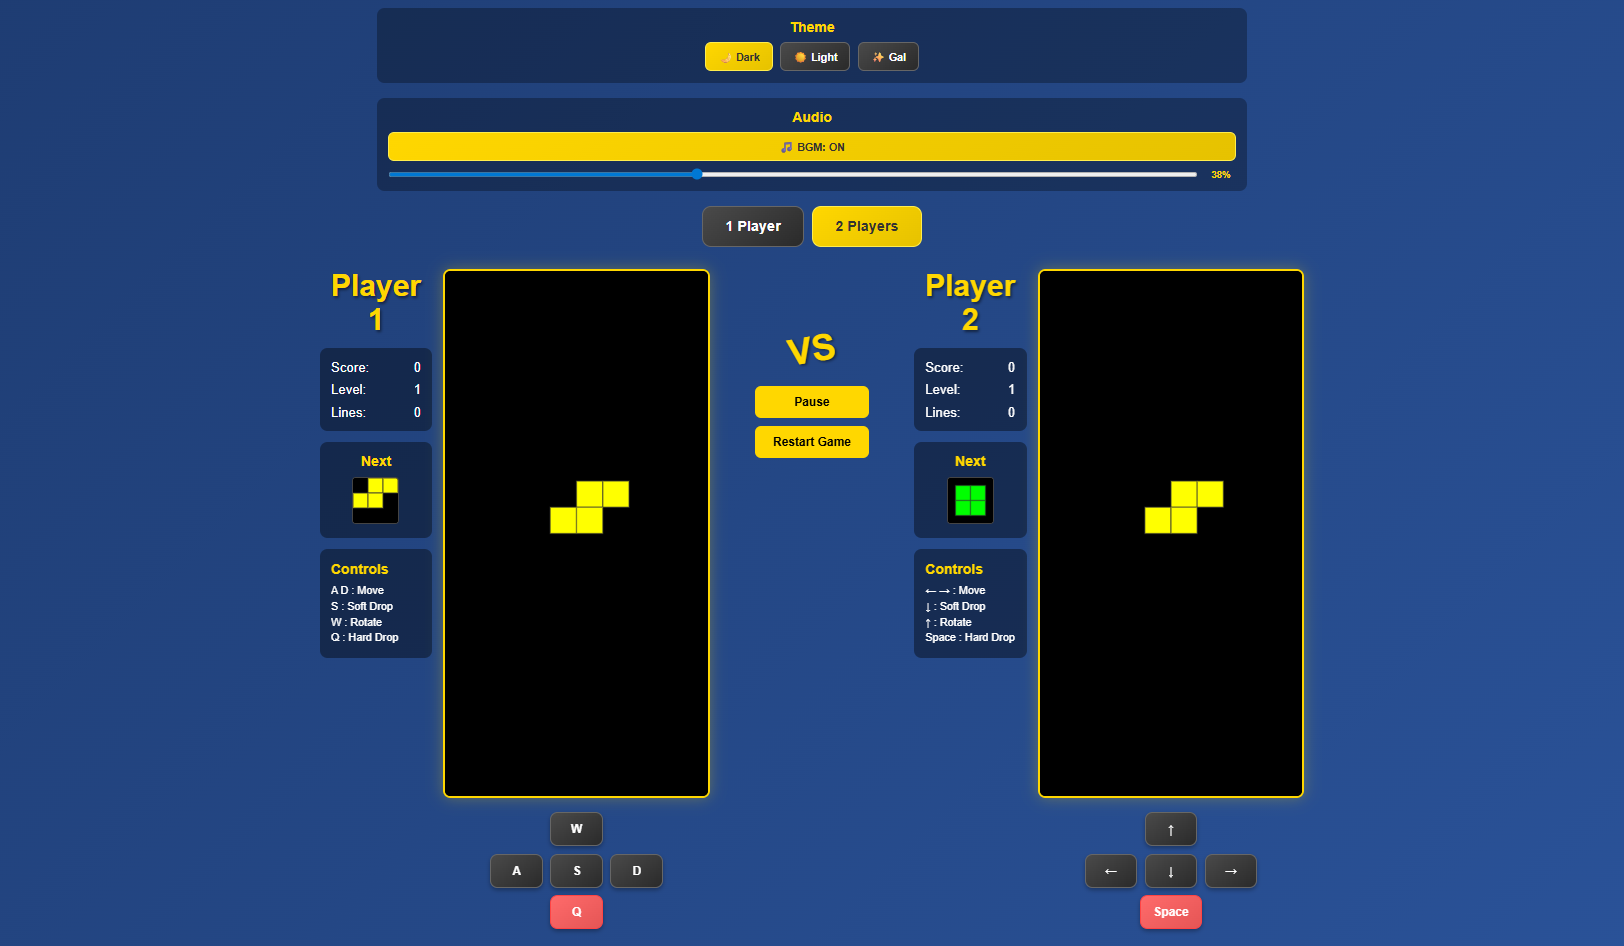 Theme
🌙 Dark
☀️ Light
✨ Gal
Audio
🎵 BGM: ON
38%
1 Player
2 Players
Player
1
Score: 0
Level: 1
Lines: 0
Next
Controls
A D : Move
S : Soft Drop
W : Rotate
Q : Hard Drop
VS
Pause
Restart Game
Player
2
Score: 0
Level: 1
Lines: 0
Next
Controls
←→ : Move
↓ : Soft Drop
↑ : Rotate
Space : Hard Drop
W
A S D
Q
↑
← ↓ →
Space